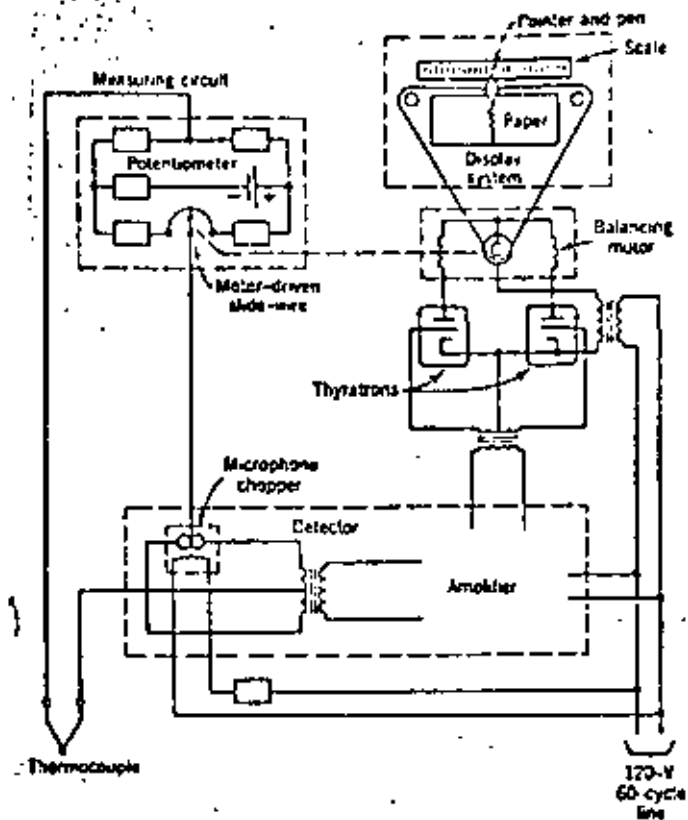 Pointer and pen
Scale
Measuring circuit
Paper
Potentiometer
Display
system
Balancing
motor
Motor-driven
slide-wire
Thyratrons
Microphone
chopper
Detector
Amplifier
Thermocouple
120-V
60-cycle
line